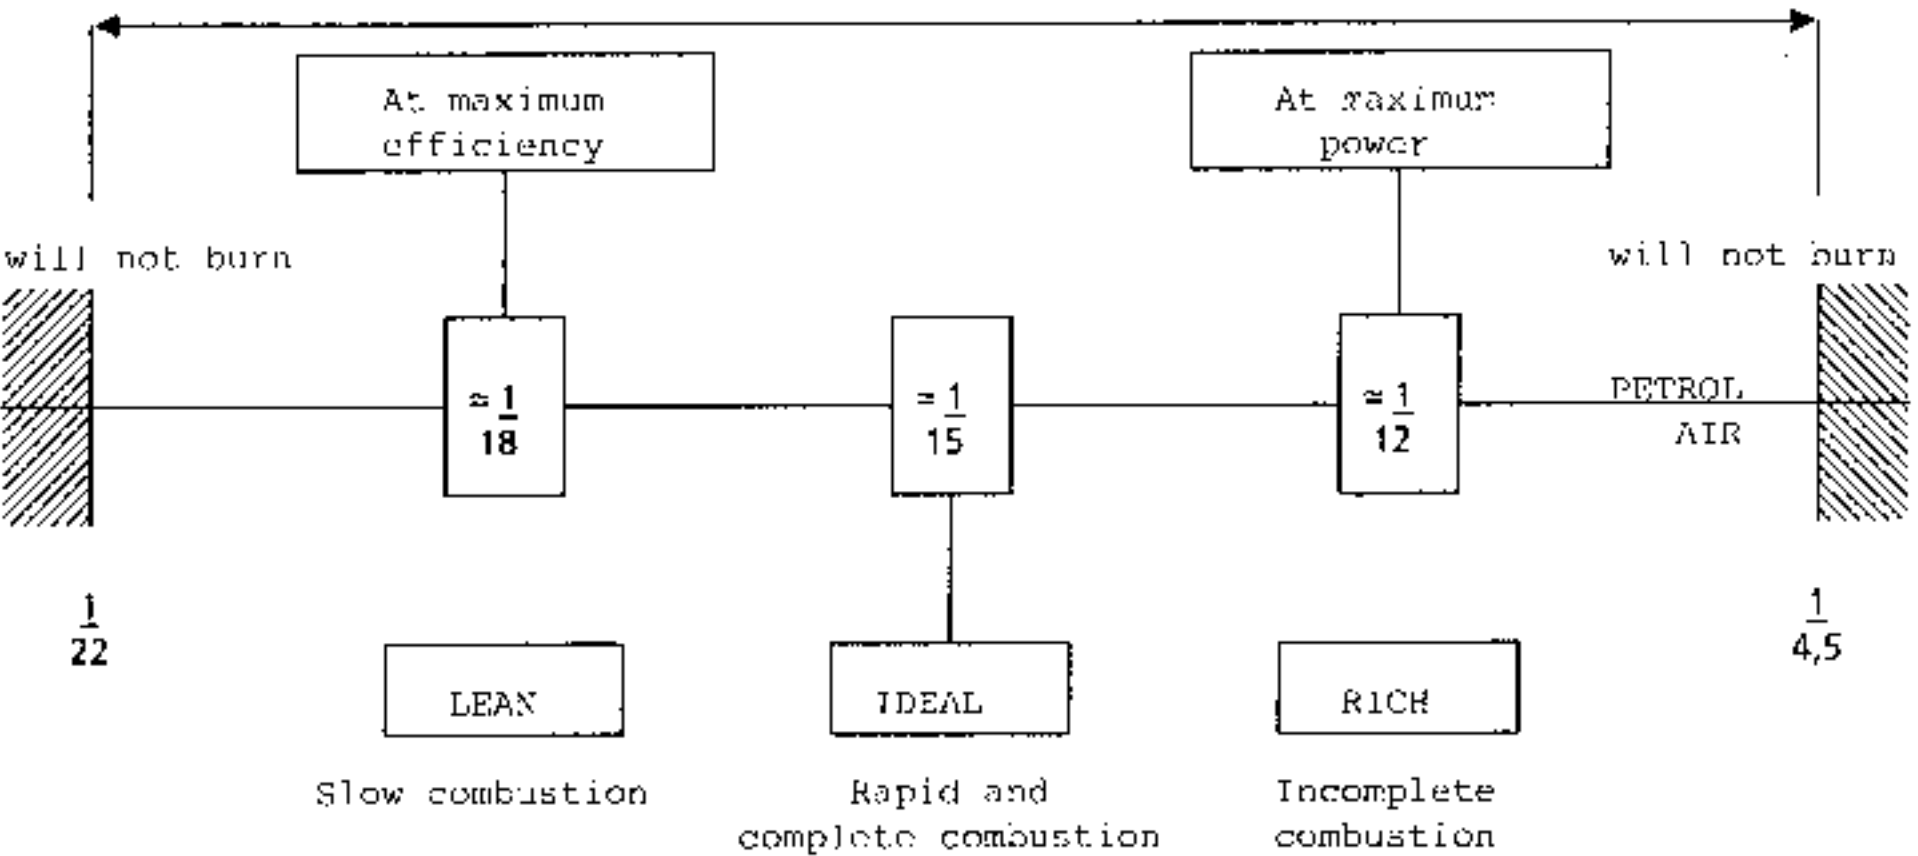 At maximum
efficiency
At maximum
power
will not burn
will not burn
≃ 1
18
= 1
15
≃ 1
12
PETROL
AIR
1
22
1
4,5
LEAN
IDEAL
RICH
Slow combustion
Rapid and
complete combustion
Incomplete
combustion